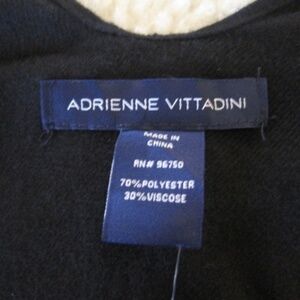 ADRIENNE VITTADINI
MADE IN
CHINA
RN# 96750
70%POLYESTER
30%VISCOSE